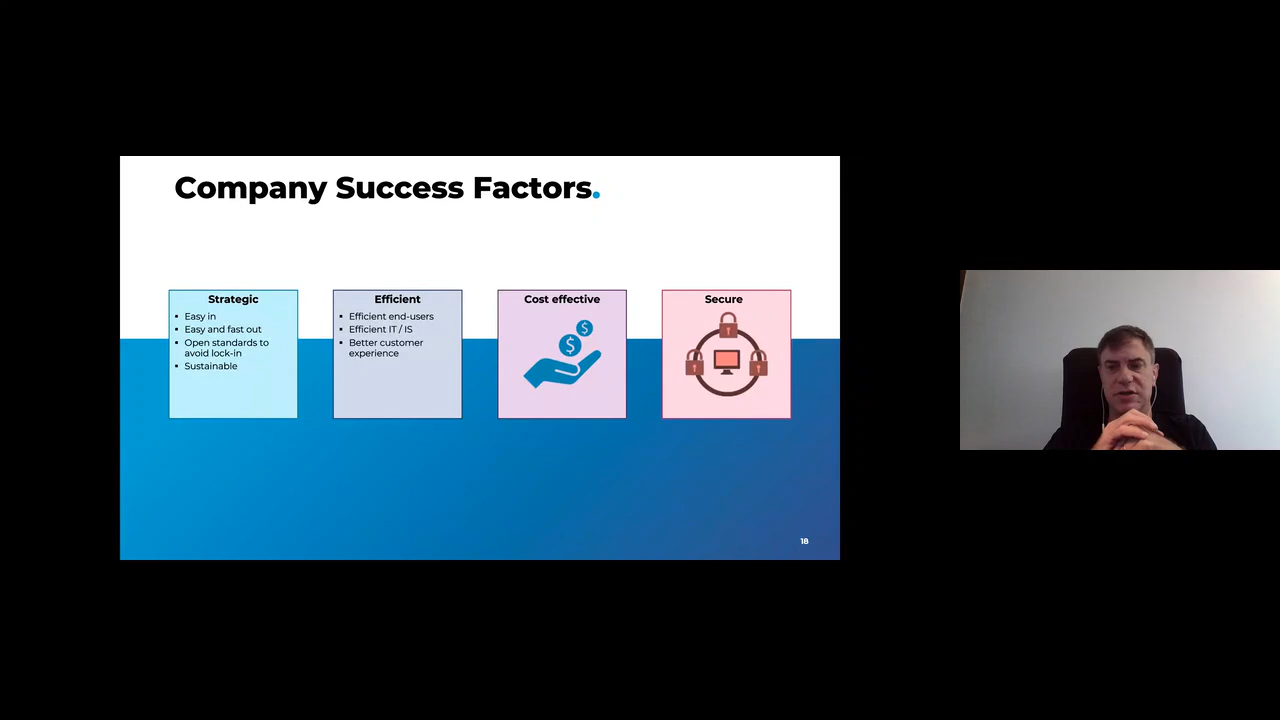 Company Success Factors.
Strategic
▪ Easy in
▪ Easy and fast out
▪ Open standards to
avoid lock-in
▪ Sustainable
Efficient
▪ Efficient end-users
▪ Efficient IT / IS
▪ Better customer
experience
Cost effective
$
$
Secure
18